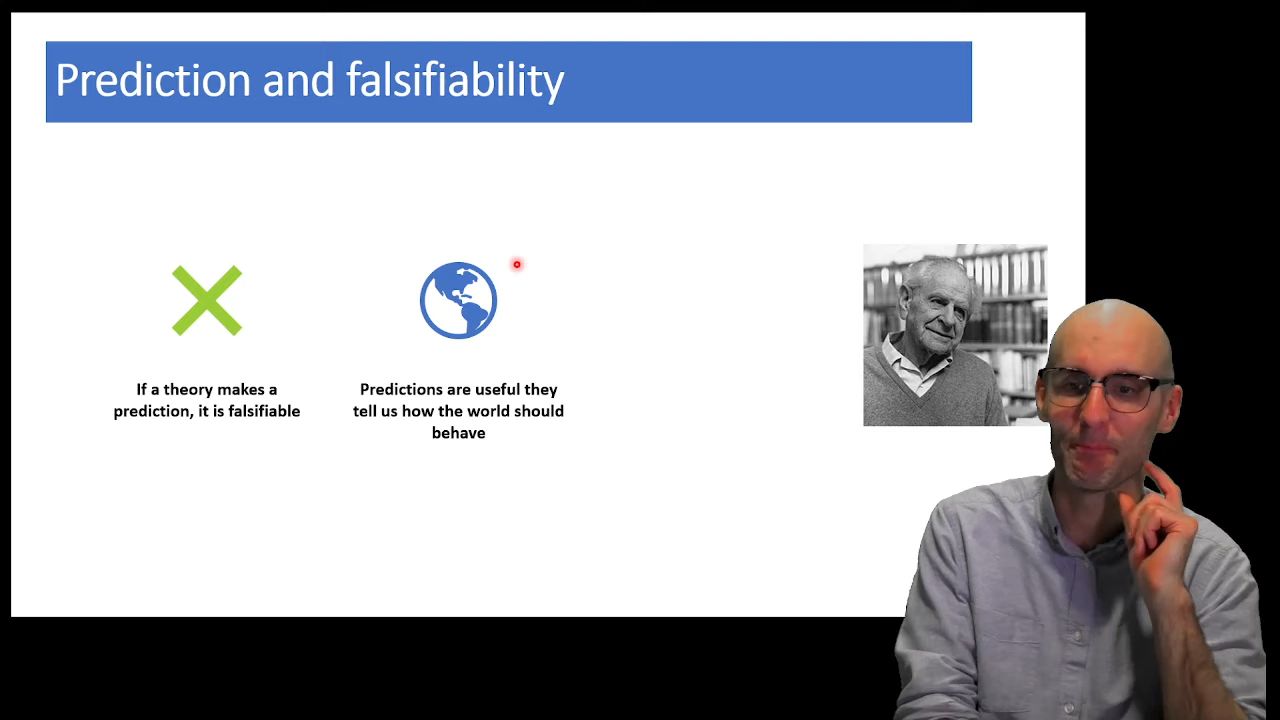 Prediction and falsifiability
If a theory makes a
prediction, it is falsifiable
Predictions are useful they
tell us how the world should
behave